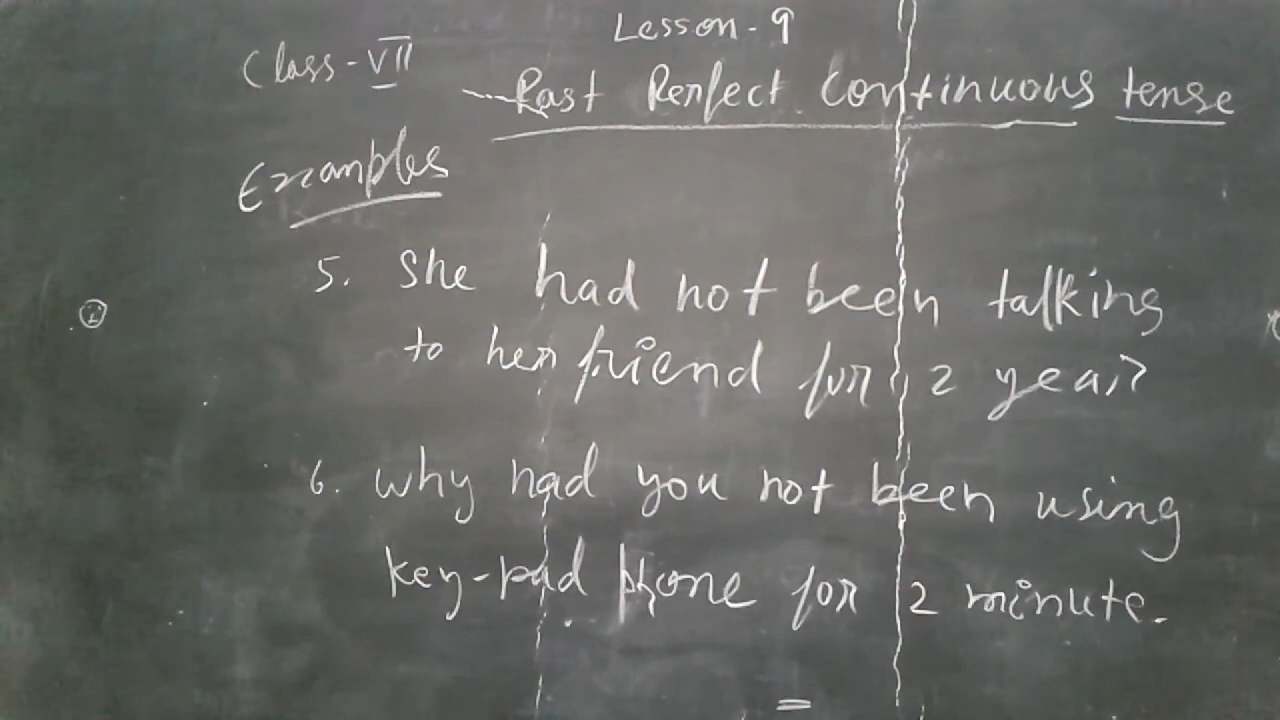 Lesson-9
Class-VII
Past Perfect Continuous tense
Examples
5. She had not been talking
to her friend for 2 year?
6. why had you not been using
key-pad phone for 2 minute.